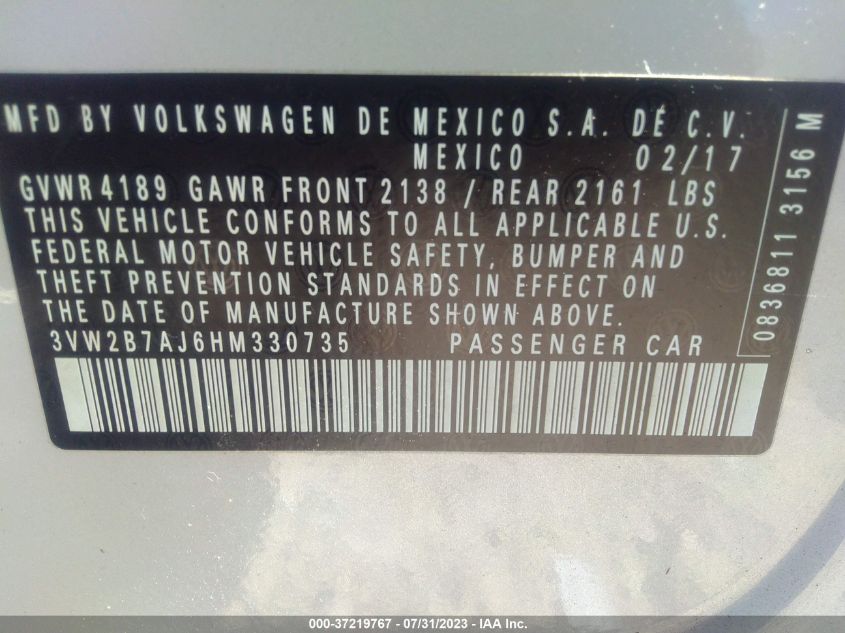 MFD BY VOLKSWAGEN DE MEXICO S.A. DE C.V.
MEXICO 02/17
GVWR 4189 GAWR FRONT 2138 / REAR 2161 LBS
THIS VEHICLE CONFORMS TO ALL APPLICABLE U.S.
FEDERAL MOTOR VEHICLE SAFETY, BUMPER AND
THEFT PREVENTION STANDARDS IN EFFECT ON
THE DATE OF MANUFACTURE SHOWN ABOVE.
3VW2B7AJ6HM330735 PASSENGER CAR
0836811 3156 M
000-37219767 - 07/31/2023 - IAA Inc.